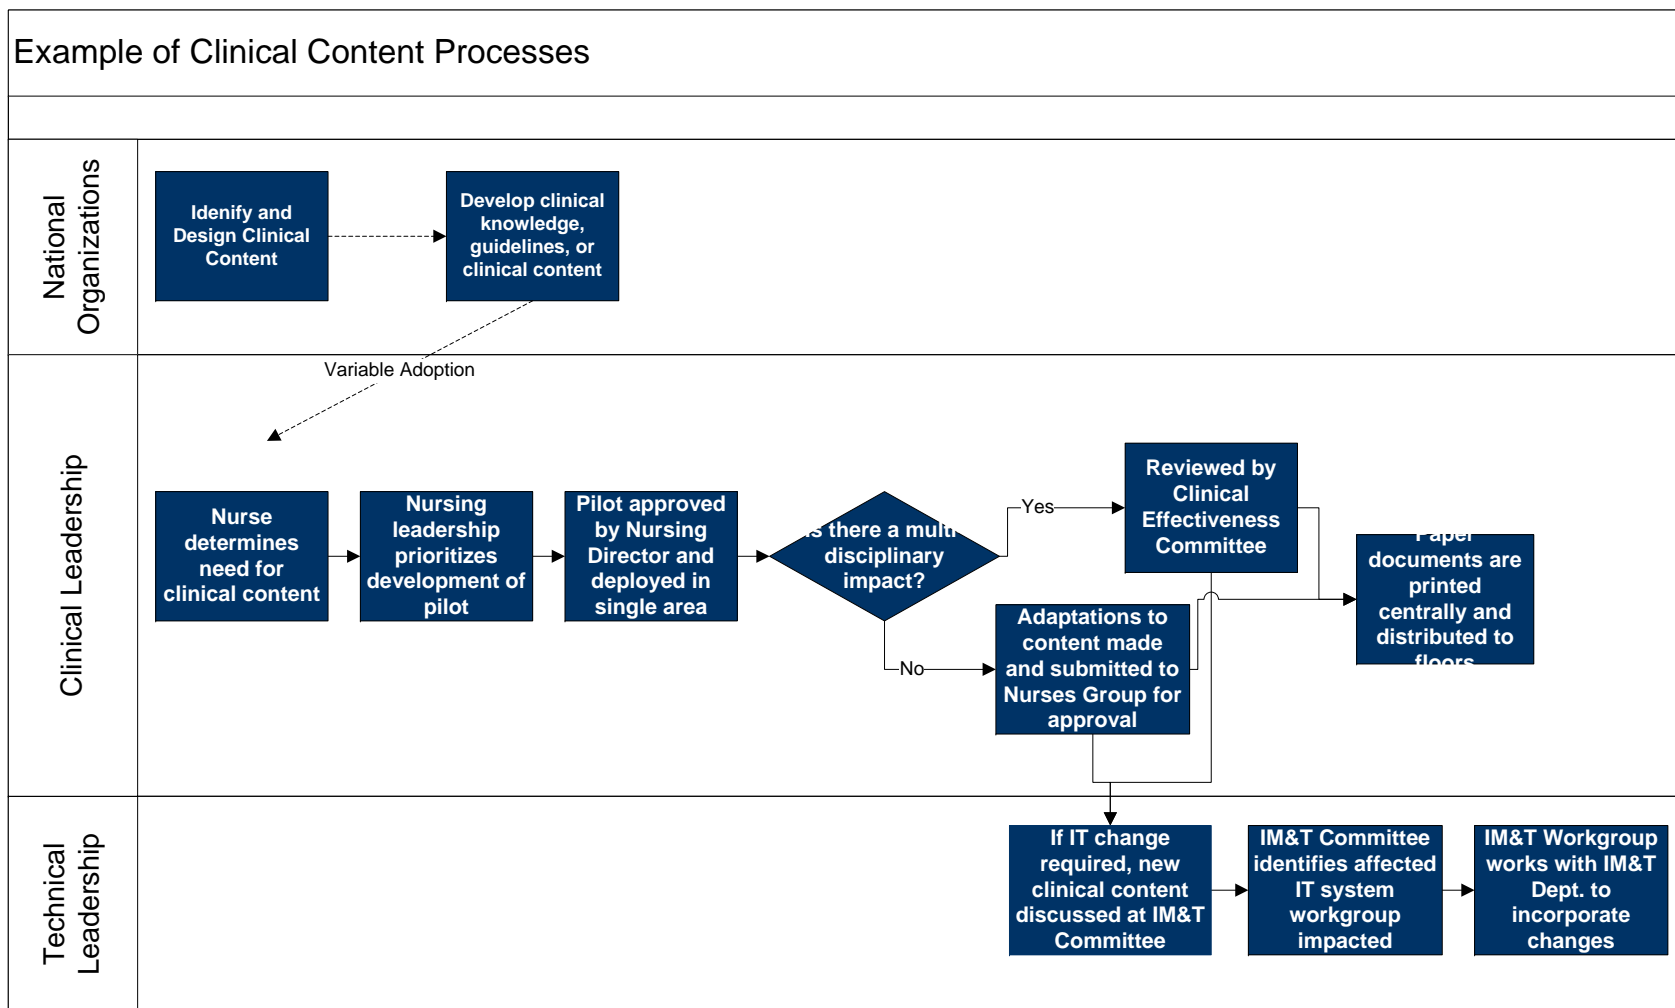 Example of Clinical Content Processes
National
Organizations
Idenify and
Design Clinical
Content
Develop clinical
knowledge,
guidelines, or
clinical content
Variable Adoption
Clinical Leadership
Nurse
determines
need for
clinical content
Nursing
leadership
prioritizes
development of
pilot
Pilot approved
by Nursing
Director and
deployed in
single area
Is there a multi-
disciplinary
impact?
Yes
No
Reviewed by
Clinical
Effectiveness
Committee
Adaptations to
content made
and submitted to
Nurses Group for
approval
Paper
documents are
printed
centrally and
distributed to
floors
Technical
Leadership
If IT change
required, new
clinical content
discussed at IM&T
Committee
IM&T Committee
identifies affected
IT system
workgroup
impacted
IM&T Workgroup
works with IM&T
Dept. to
incorporate
changes